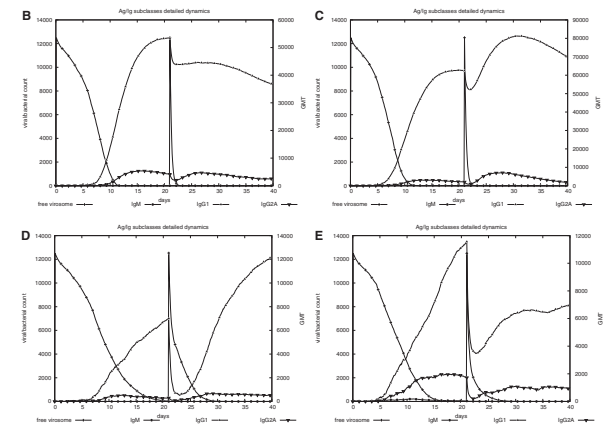 B
Ag/Ig subclasses detailed dynamics
14000 12000 10000 8000 6000 4000 2000 0
viral/bacterial count
60000 50000 40000 30000 20000 10000 0
GMT
0 5 10 15 20 25 30 35 40
days
free virosome IgM IgG1 IgG2A
C
Ag/Ig subclasses detailed dynamics
14000 12000 10000 8000 6000 4000 2000 0
viral/bacterial count
90000 80000 70000 60000 50000 40000 30000 20000 10000 0
GMT
0 5 10 15 20 25 30 35 40
days
free virosome IgM IgG1 IgG2A
D
Ag/Ig subclasses detailed dynamics
14000 12000 10000 8000 6000 4000 2000 0
viral/bacterial count
14000 12000 10000 8000 6000 4000 2000 0
GMT
0 5 10 15 20 25 30 35 40
days
free virosome IgM IgG1 IgG2A
E
Ag/Ig subclasses detailed dynamics
14000 12000 10000 8000 6000 4000 2000 0
viral/bacterial count
12000 10000 8000 6000 4000 2000 0
GMT
0 5 10 15 20 25 30 35 40
days
free virosome IgM IgG1 IgG2A